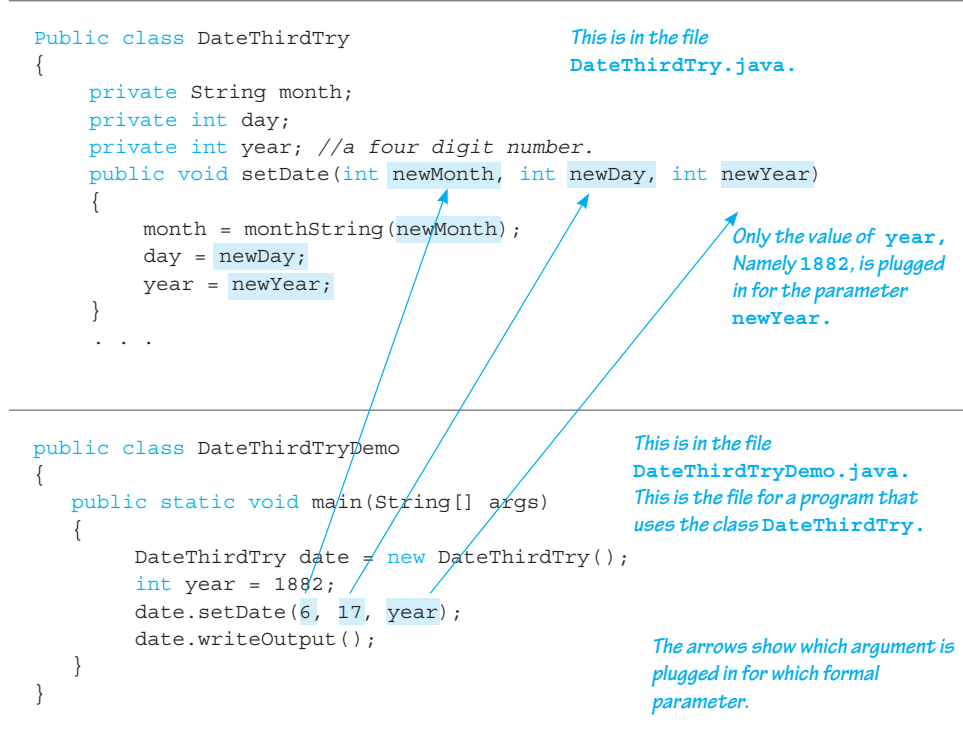 Public class DateThirdTry
This is in the file
{
DateThirdTry.java.
private String month;
private int day;
private int year; //a four digit number.
public void setDate(int newMonth, int newDay, int newYear)
{
month = monthString(newMonth);
day = newDay;
year = newYear;
}
. . .
Only the value of year,
Namely 1882, is plugged
in for the parameter
newYear.
public class DateThirdTryDemo
{
public static void main(String[] args)
{
DateThirdTry date = new DateThirdTry();
int year = 1882;
date.setDate(6, 17, year);
date.writeOutput();
}
}
This is in the file
DateThirdTryDemo.java.
This is the file for a program that
uses the class DateThirdTry.
The arrows show which argument is
plugged in for which formal
parameter.